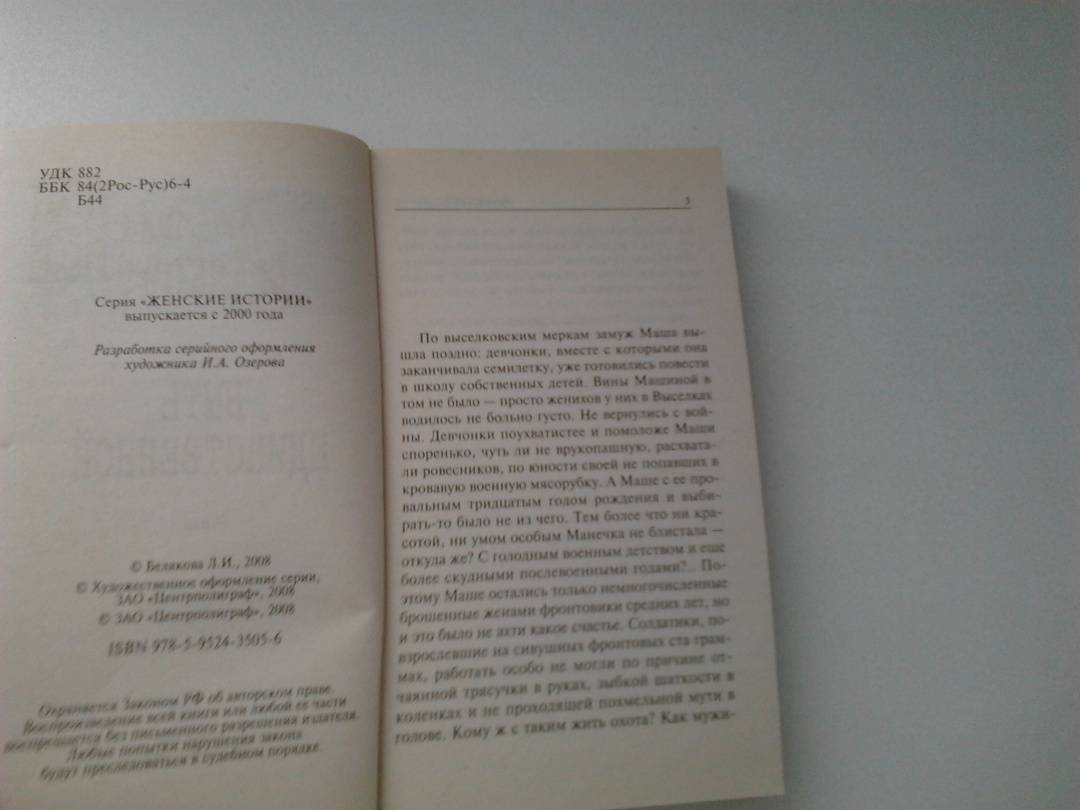 УДК 882
ББК 84(2Рос-Рус)6-4
Б44
Серия «ЖЕНСКИЕ ИСТОРИИ»
выпускается с 2000 года
Разработка серийного оформления
художника И.А. Озерова
© Белякова Л.И., 2008
© Художественное оформление серии,
ЗАО «Центрполиграф», 2008
© ЗАО «Центрполиграф», 2008
ISBN 978-5-9524-3505-6
Охраняется Законом РФ об авторском праве.
Воспроизведение всей книги или любой ее части
воспрещается без письменного разрешения издателя.
Любые попытки нарушения закона
будут преследоваться в судебном порядке.
5
По выселковским меркам замуж Маша вы-
шла поздно: девчонки, вместе с которыми она
заканчивала семилетку, уже готовились повести
в школу собственных детей. Вины Машиной в
том не было — просто женихов у них в Выселках
водилось не больно густо. Не вернулись с вой-
ны. Девчонки поухватистее и помоложе Маши
споренько, чуть ли не врукопашную, расхвата-
ли ровесников, по юности своей не попавших в
кровавую военную мясорубку. А Маше с ее про-
вальным тридцатым годом рождения и выби-
рать-то было не из чего. Тем более что ни кра-
сотой, ни умом особым Манечка не блистала —
откуда же? С голодным военным детством и еще
более скудными послевоенными годами?.. По-
этому Маше остались только немногочисленные
брошенные женами фронтовики средних лет, но
и это было не ахти какое счастье. Солдатики, по-
взрослевшие на сивушных фронтовых ста грам-
мах, работать особо не могли по причине от-
чаянной трясучки в руках, зыбкой шаткости в
коленках и не проходящей похмельной мути в
голове. Кому ж с таким жить охота? Как мужи-